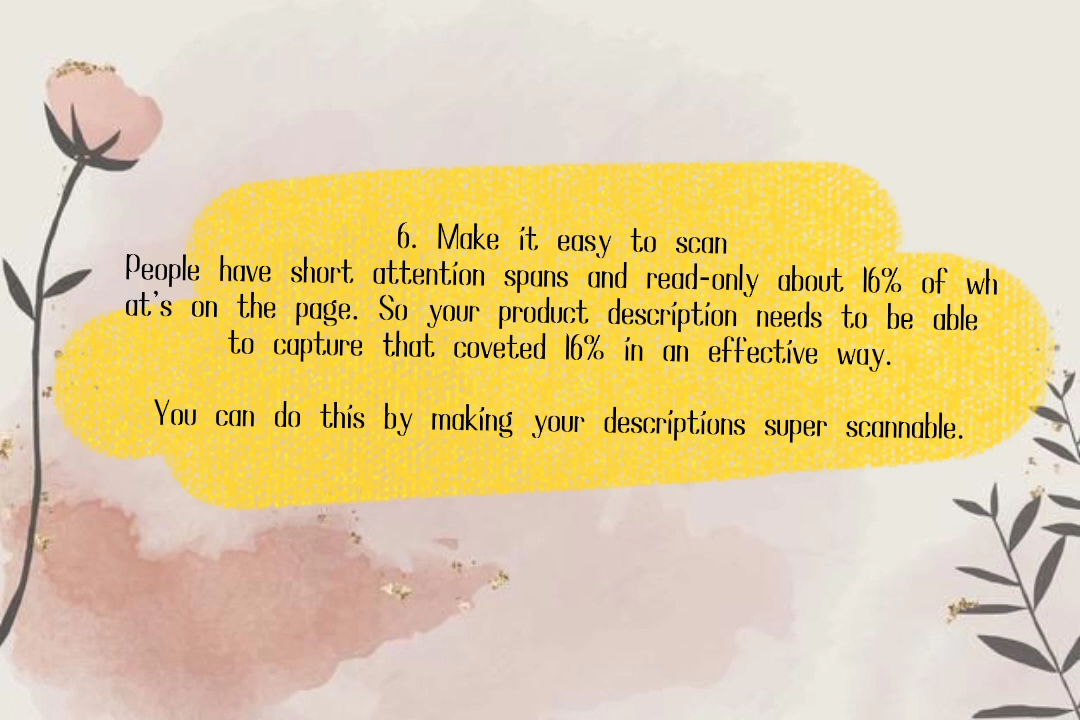 6. Make it easy to scan
People have short attention spans and read-only about 16% of wh
at's on the page. So your product description needs to be able
to capture that coveted 16% in an effective way.
You can do this by making your descriptions super scannable.